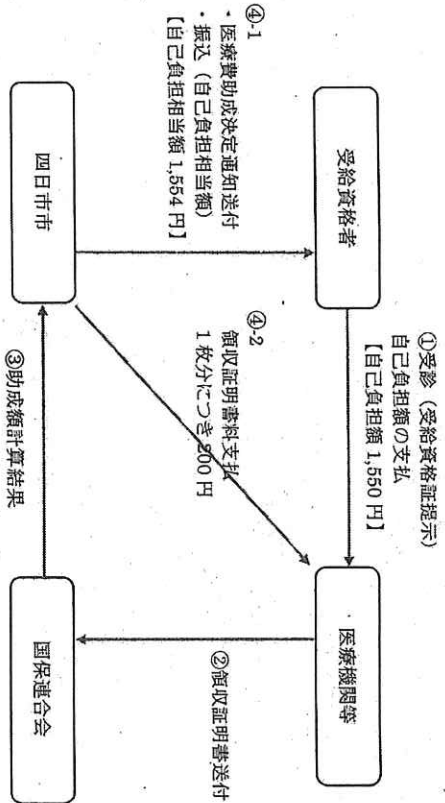 ①受診（受給資格証提示）
自己負担額の支払
【自己負担額 1,550 円】
受給資格者
医療機関等
④-1
・医療費助成決定通知送付
・振込（自己負担相当額）
【自己負担相当額 1,554 円】
④-2
領収証明書料支払
1 枚分につき 200 円
②領収証明書送付
四日市市
国保連合会
③助成額計算結果